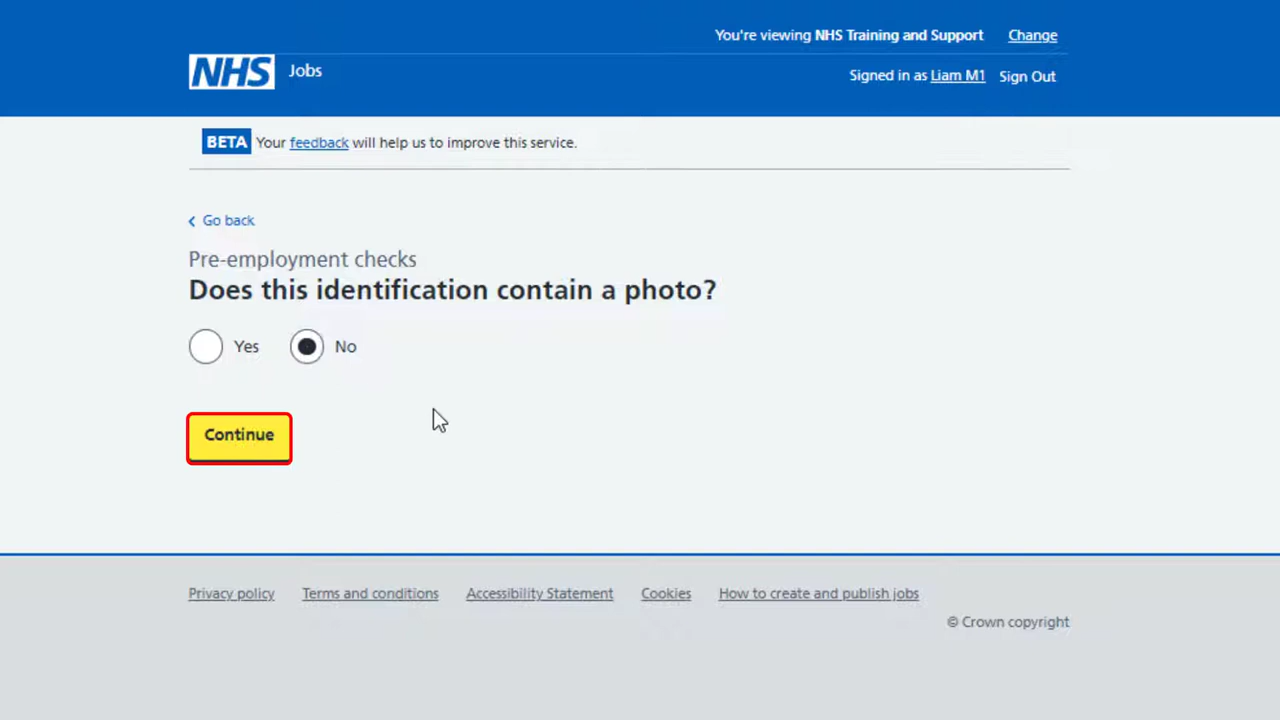 You're viewing NHS Training and Support Change
NHS Jobs
Signed in as Liam M1 Sign Out
BETA Your feedback will help us to improve this service.
Go back
Pre-employment checks
Does this identification contain a photo?
Yes No
Continue
Privacy policy Terms and conditions Accessibility Statement Cookies How to create and publish jobs
© Crown copyright